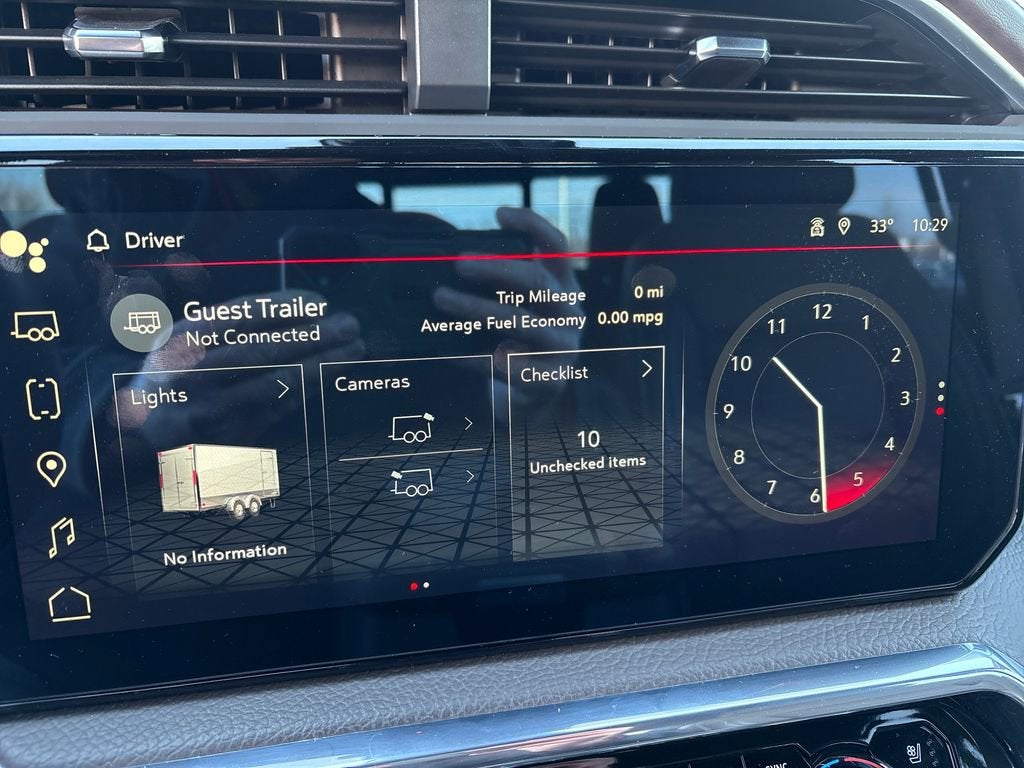 Driver
33° 10:29
Guest Trailer
Not Connected
Trip Mileage 0 mi
Average Fuel Economy 0.00 mpg
Lights
No Information
Cameras
Checklist
10
Unchecked items
12
1
2
3
4
5
6
7
8
9
10
11
SYNC